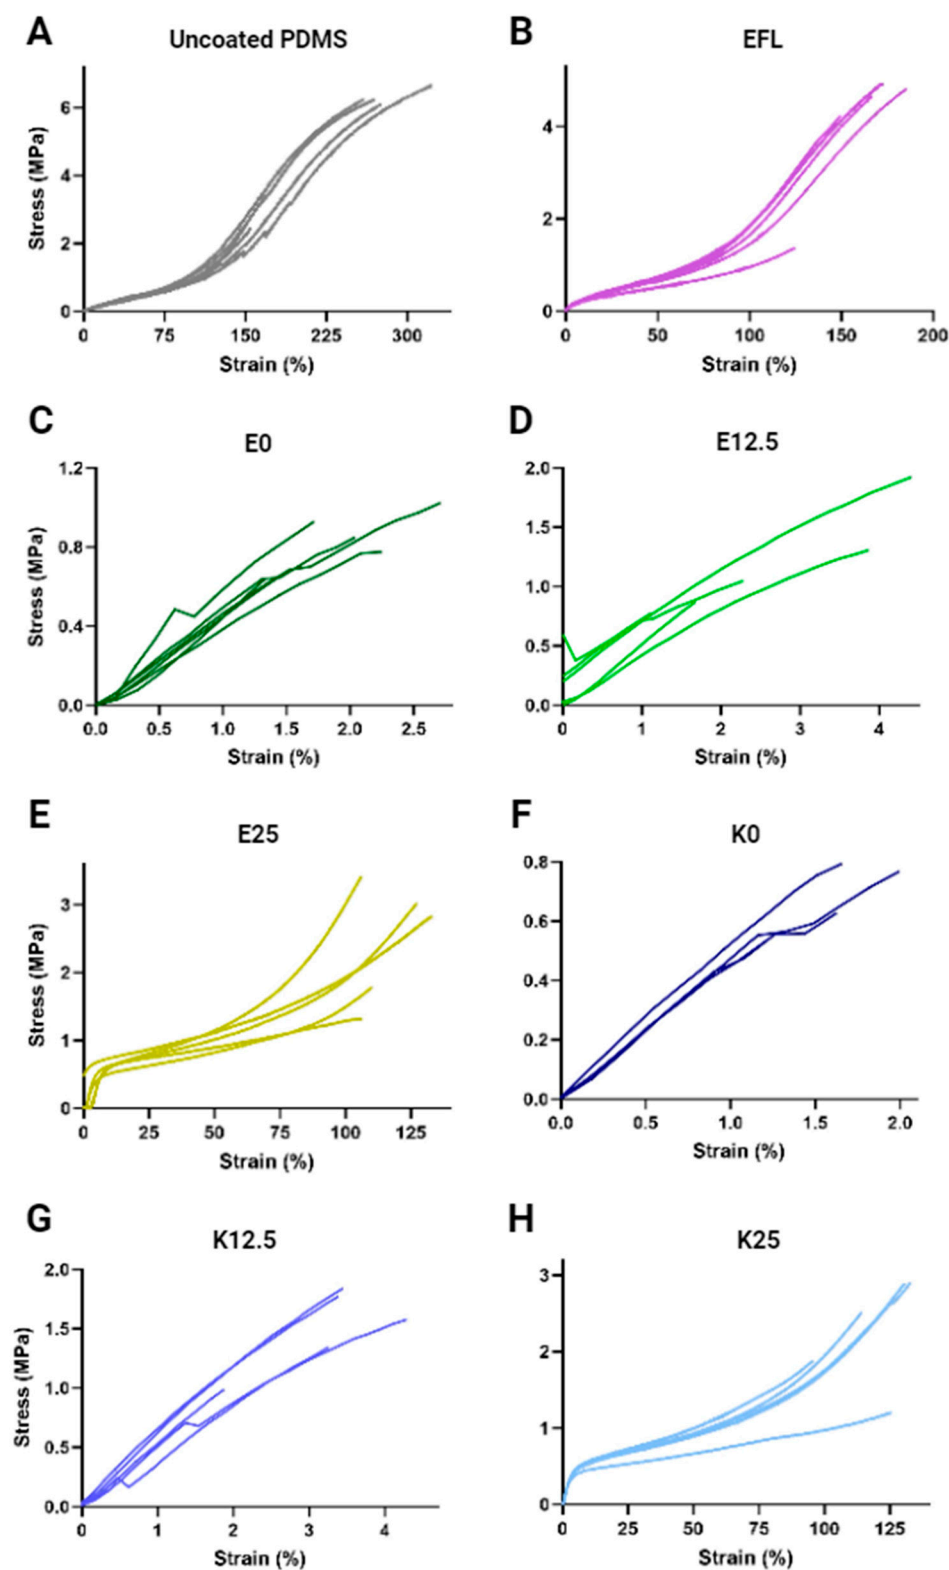 A
Uncoated PDMS
Stress (MPa)
6
4
2
0
0 75 150 225 300
Strain (%)
B
EFL
4
2
0
0 50 100 150 200
Strain (%)
C
E0
Stress (MPa)
1.2
0.8
0.4
0.0
0.0 0.5 1.0 1.5 2.0 2.5
Strain (%)
D
E12.5
2.0
1.5
1.0
0.5
0.0
0 1 2 3 4
Strain (%)
E
E25
Stress (MPa)
3
2
1
0
0 25 50 75 100 125
Strain (%)
F
K0
0.8
0.6
0.4
0.2
0.0
0.0 0.5 1.0 1.5 2.0
Strain (%)
G
K12.5
Stress (MPa)
2.0
1.5
1.0
0.5
0.0
0 1 2 3 4
Strain (%)
H
K25
3
2
1
0
0 25 50 75 100 125
Strain (%)